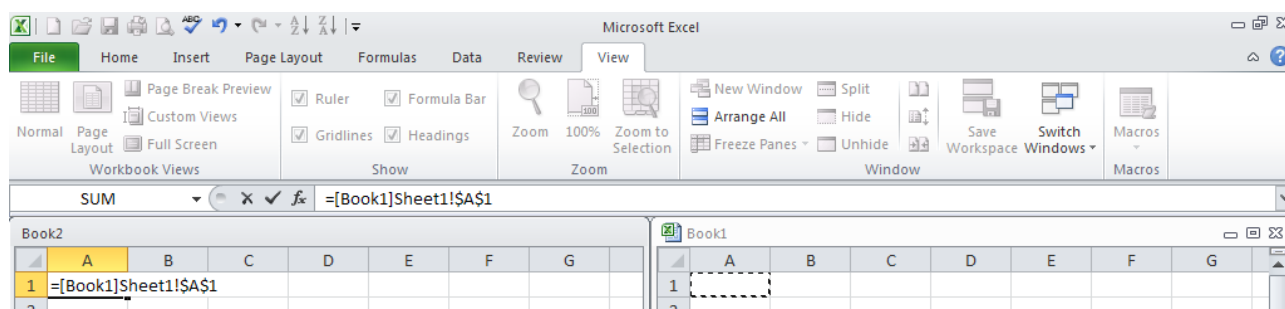 Microsoft Excel
File Home Insert Page Layout Formulas Data Review View
Page Break Preview
Custom Views
Full Screen
Normal
Page Layout
Workbook Views
Ruler
Formula Bar
Gridlines
Headings
Show
Zoom
100%
Zoom to Selection
Zoom
New Window
Arrange All
Freeze Panes
Split
Hide
Unhide
Save Workspace
Switch Windows
Window
Macros
Macros
SUM fx =[Book1]Sheet1!$A$1
Book2
A B C D E F G
1 =[Book1]Sheet1!$A$1
Book1
A B C D E F G
1